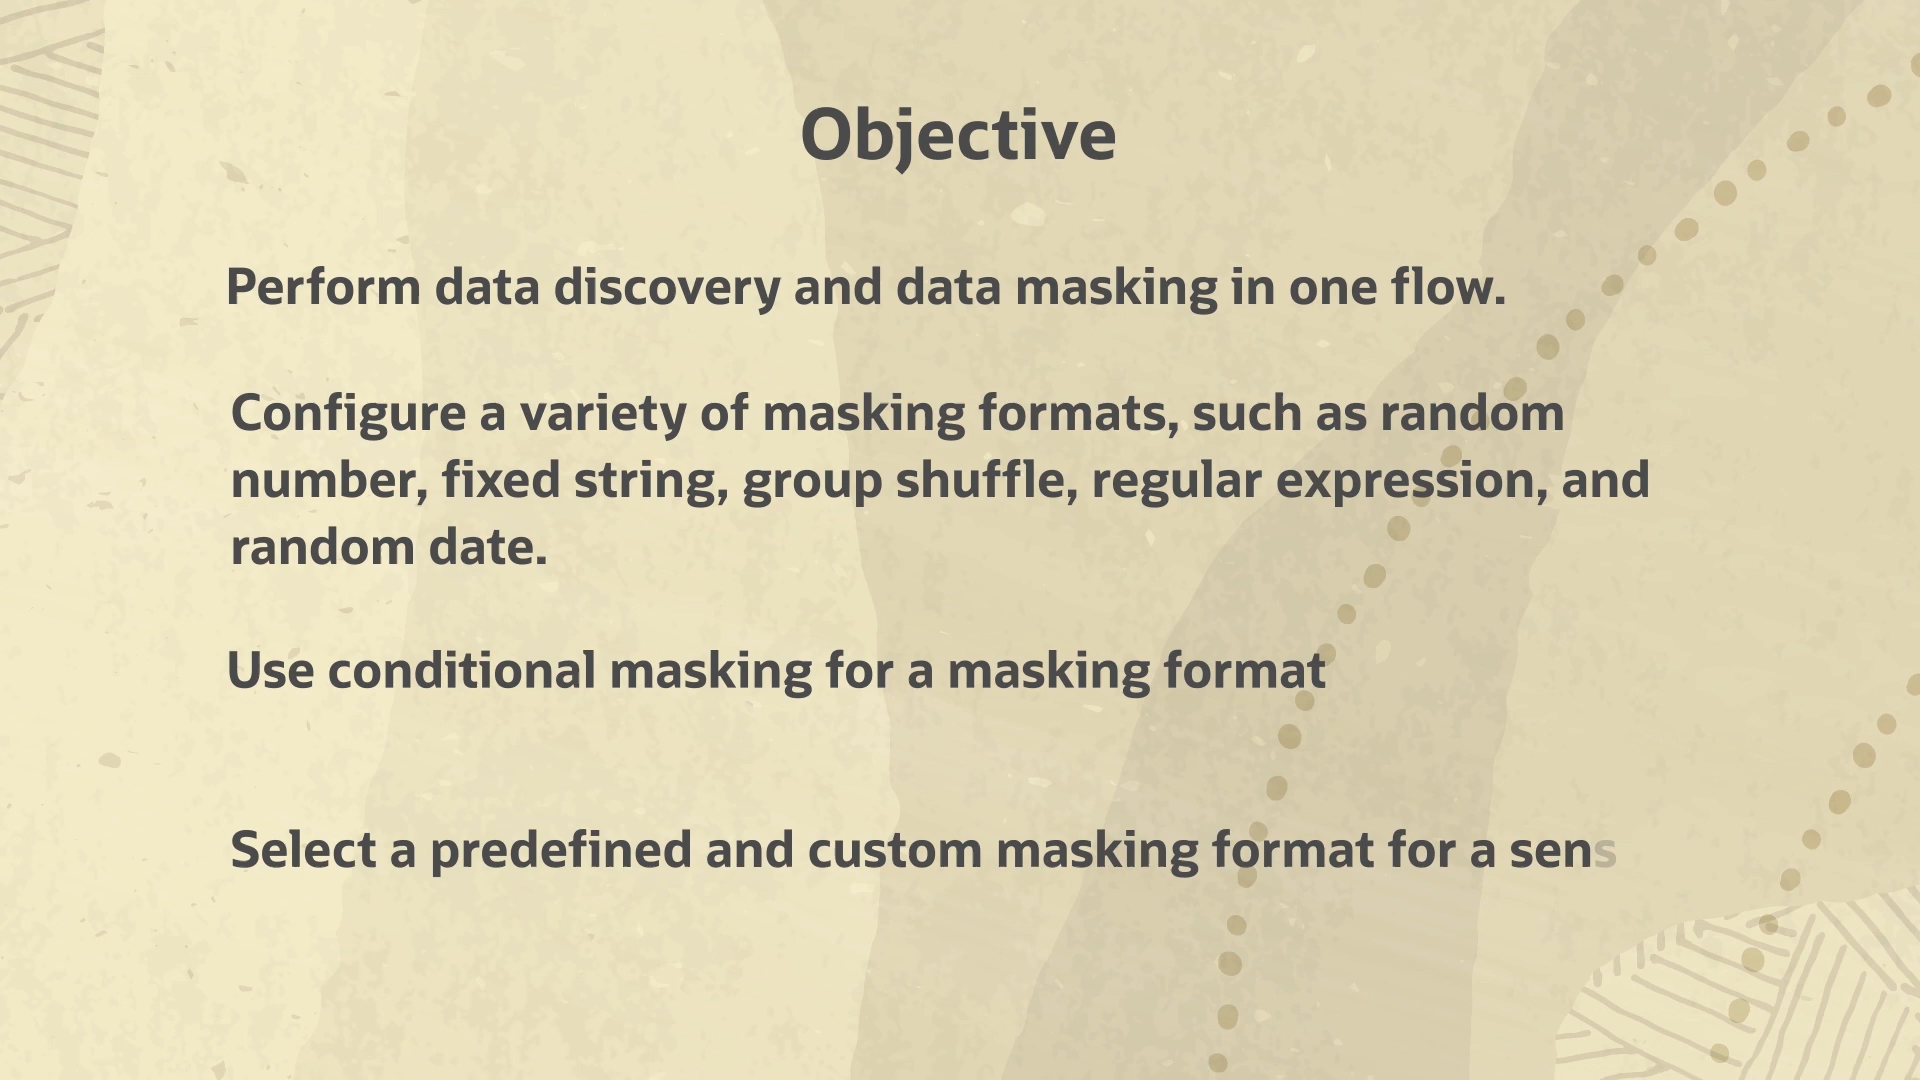 Objective
Perform data discovery and data masking in one flow.
Configure a variety of masking formats, such as random
number, fixed string, group shuffle, regular expression, and
random date.
Use conditional masking for a masking format
Select a predefined and custom masking format for a sens